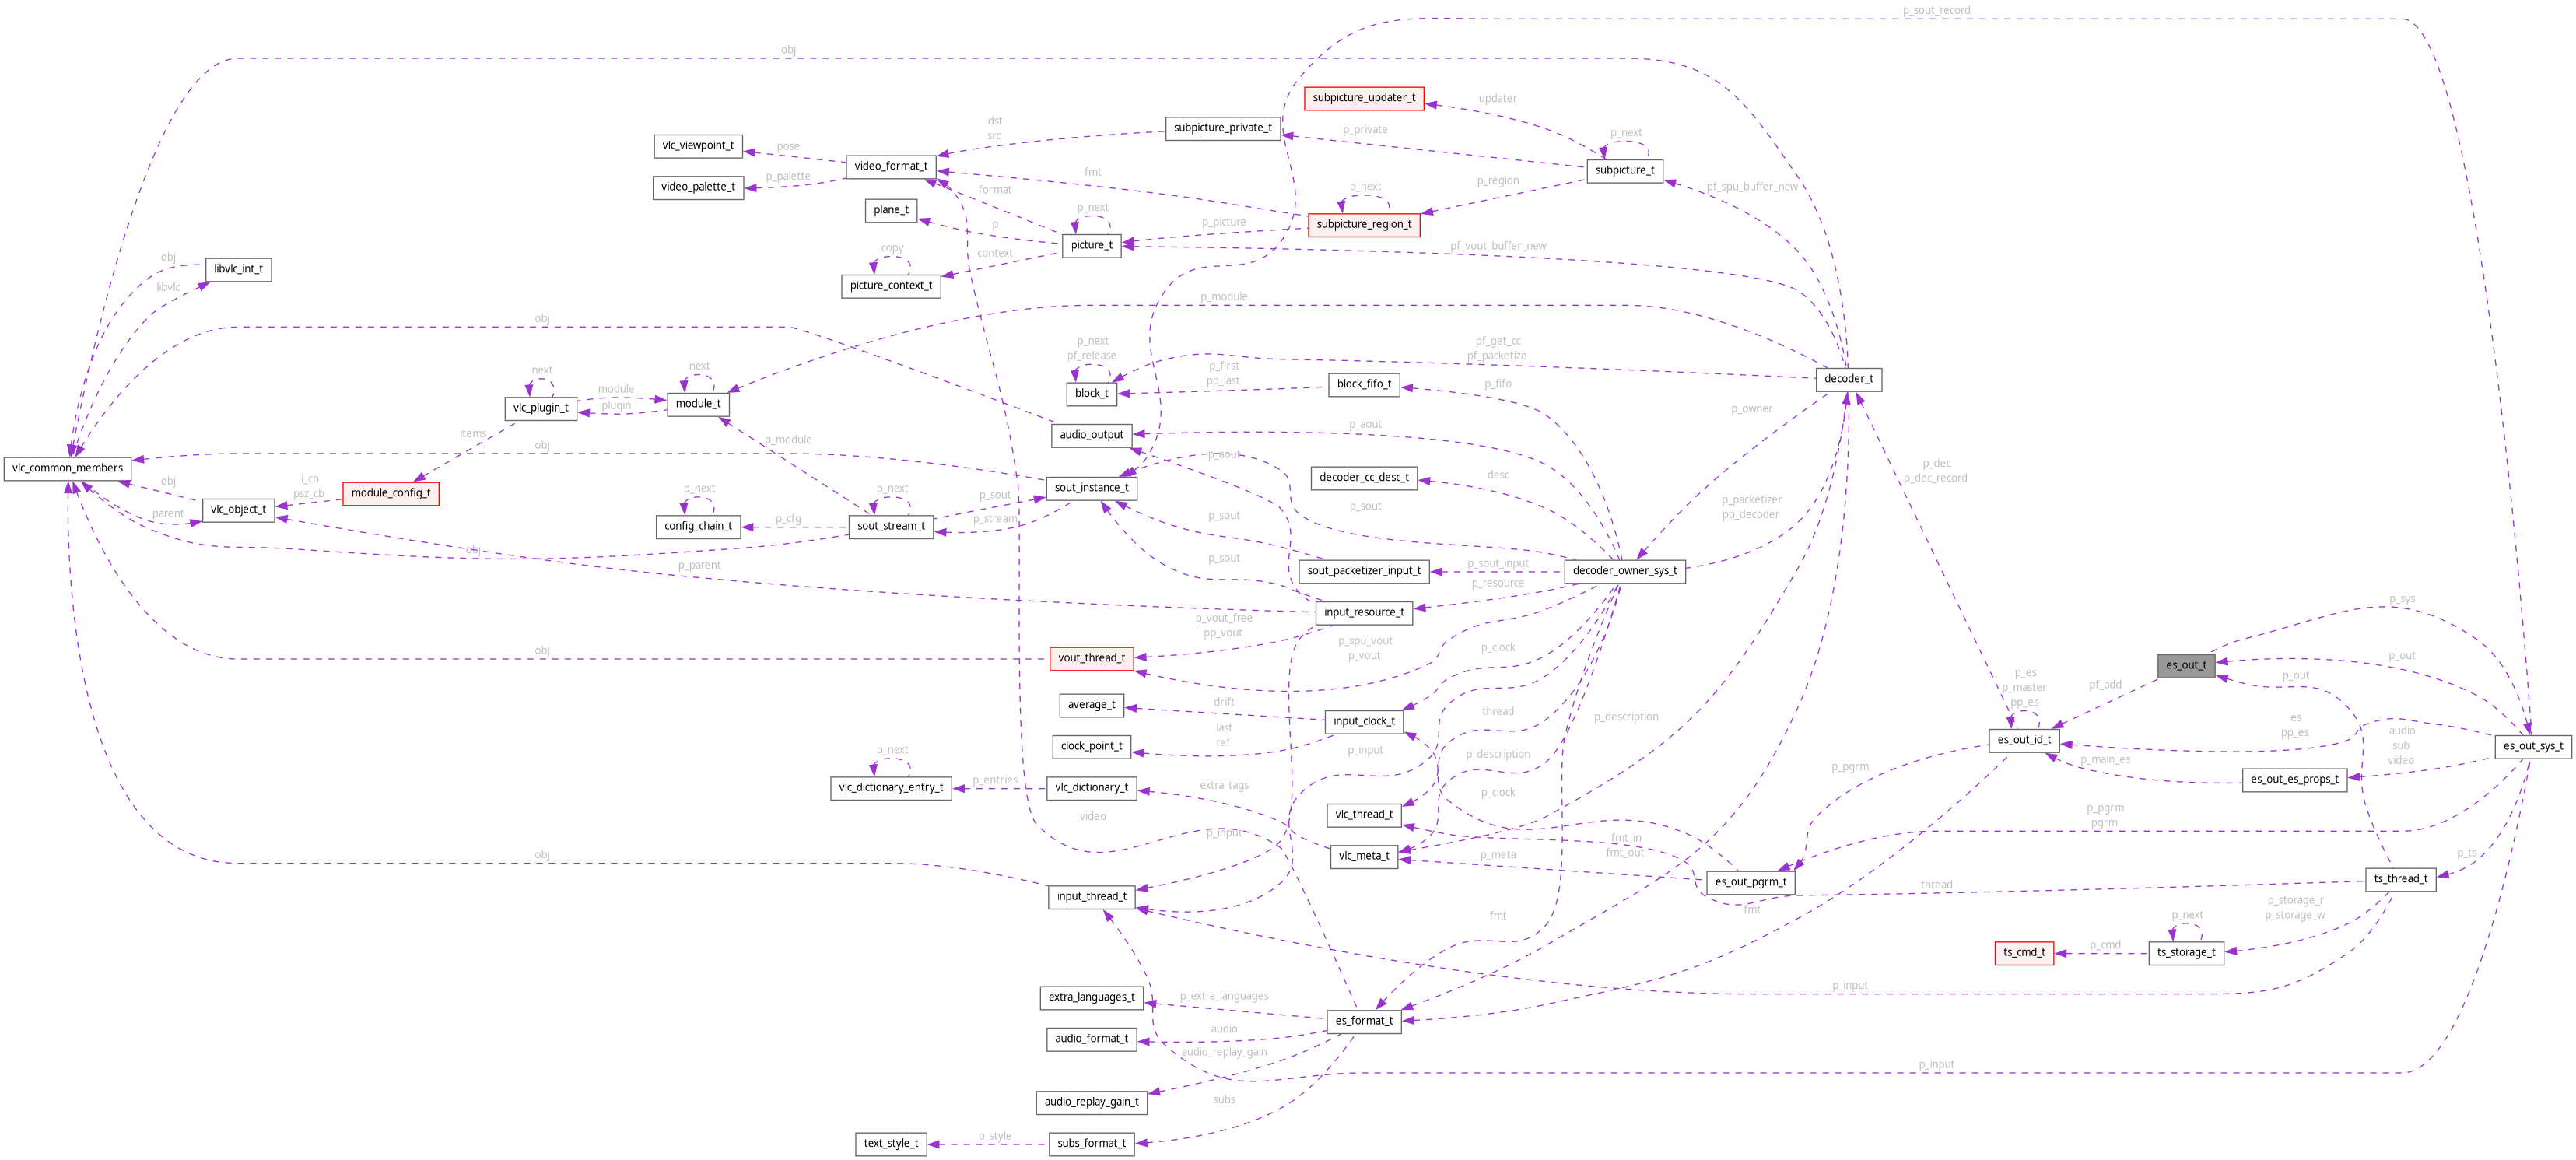 p_sout_record
obj
subpicture_updater_t
updater
dst
src
subpicture_private_t
p_private
p_next
vlc_viewpoint_t
pose
video_format_t
video_palette_t
p_palette
fmt
p_next
p_region
subpicture_t
pf_spu_buffer_new
format
plane_t
p
p_next
p_picture
subpicture_region_t
picture_t
pf_vout_buffer_new
copy
context
picture_context_t
obj
libvlc_int_t
libvlc
p_module
obj
p_next
pf_release
block_t
p_first
pp_last
block_fifo_t
pf_get_cc
pf_packetize
p_fifo
decoder_t
next
vlc_plugin_t
module
plugin
next
module_t
p_owner
items
p_module
audio_output
p_aout
obj
p_aout
vlc_common_members
obj
i_cb
psz_cb
module_config_t
parent
vlc_object_t
p_next
config_chain_t
p_cfg
p_next
sout_stream_t
p_sout
p_stream
sout_instance_t
decoder_cc_desc_t
desc
p_sout
p_sout
p_dec
p_dec_record
p_packetizer
pp_decoder
obj
p_parent
p_sout
sout_packetizer_input_t
p_sout_input
decoder_owner_sys_t
p_resource
input_resource_t
p_vout_free
pp_vout
vout_thread_t
p_spu_vout
p_vout
obj
p_clock
p_sys
es_out_t
p_out
p_out
pf_add
p_es
p_master
pp_es
es_out_id_t
es
pp_es
audio
sub
video
es_out_sys_t
p_main_es
es_out_es_props_t
average_t
drift
input_clock_t
clock_point_t
last
ref
thread
p_description
p_input
p_description
p_pgrm
p_next
vlc_dictionary_entry_t
p_entries
vlc_dictionary_t
extra_tags
p_clock
vlc_thread_t
video
p_input
vlc_meta_t
p_meta
fmt_in
fmt_out
p_pgrm
pgrm
es_out_pgrm_t
p_ts
ts_thread_t
thread
obj
input_thread_t
fmt
fmt
p_storage_r
p_storage_w
p_next
ts_cmd_t
p_cmd
ts_storage_t
p_input
extra_languages_t
p_extra_languages
es_format_t
audio_format_t
audio
audio_replay_gain
p_input
audio_replay_gain_t
subs
text_style_t
p_style
subs_format_t